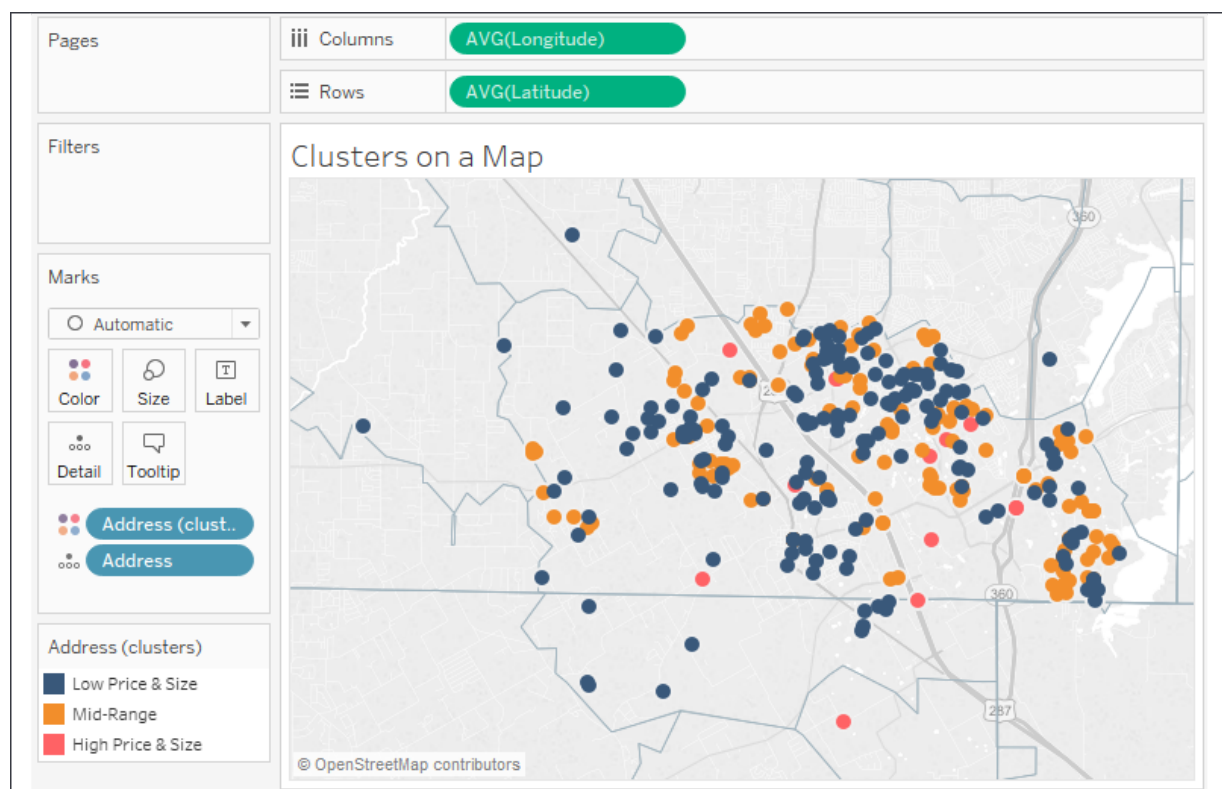 Pages
Columns
AVG(Longitude)
Rows
AVG(Latitude)
Filters
Clusters on a Map
360
Marks
Automatic
Color
Size
T
Label
Detail
Tooltip
Address (clust..
Address
360
Address (clusters)
Low Price & Size
Mid-Range
287
High Price & Size
© OpenStreetMap contributors